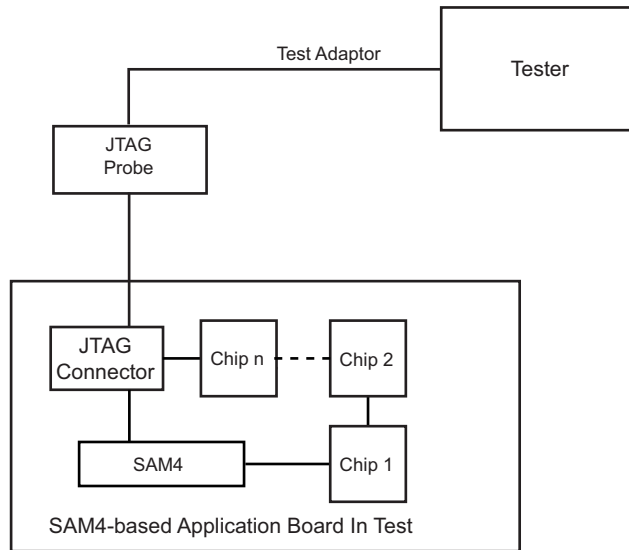 Test Adaptor
Tester
JTAG
Probe
JTAG
Connector
Chip n
Chip 2
SAM4
Chip 1
SAM4-based Application Board In Test